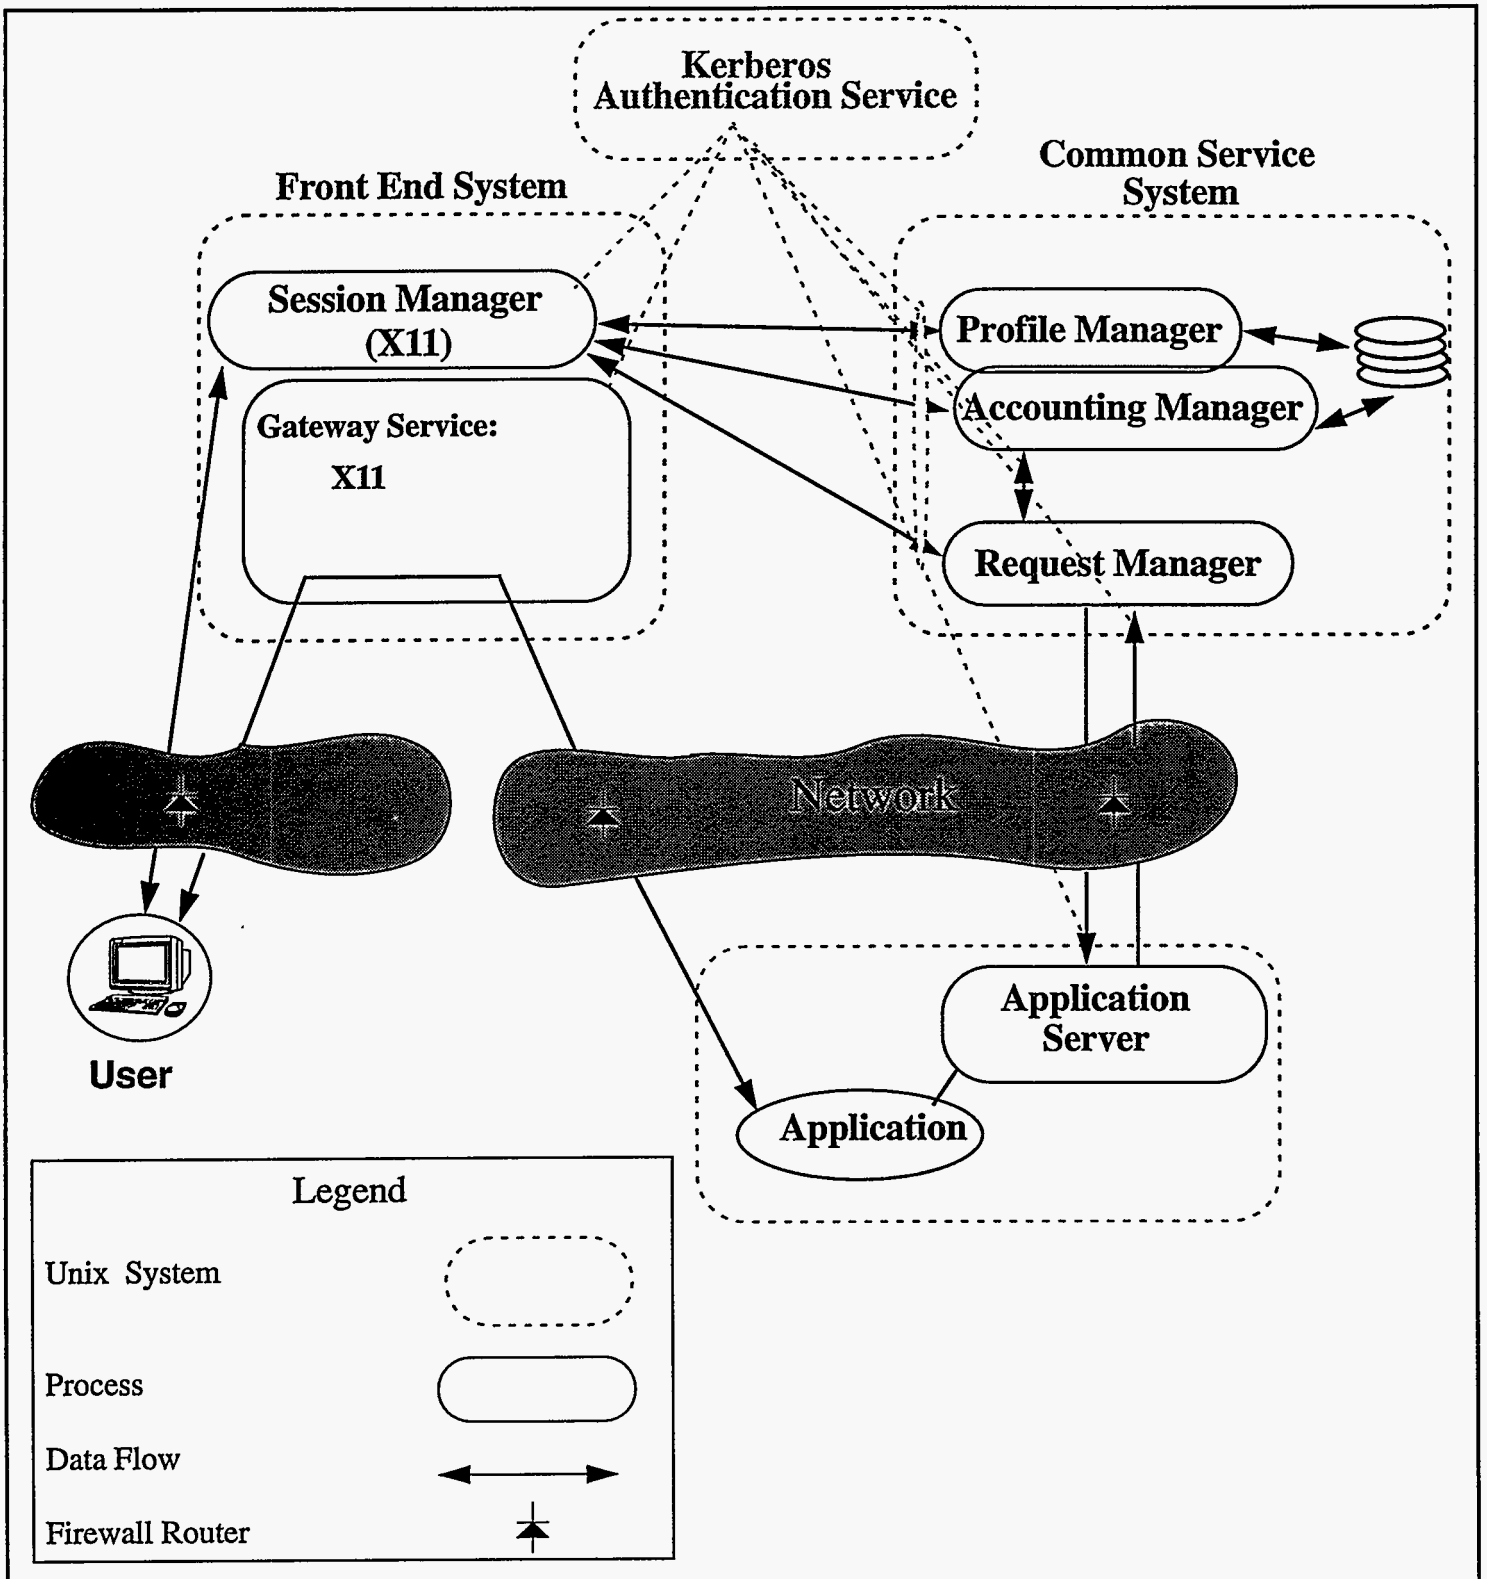 Kerberos
Authentication Service
Common Service
System
Front End System
Session Manager
(X11)
Profile Manager
Accounting Manager
Gateway Service:
X11
Request Manager
Network
Application
Server
User
Application
Legend
Unix System
Process
Data Flow
Firewall Router